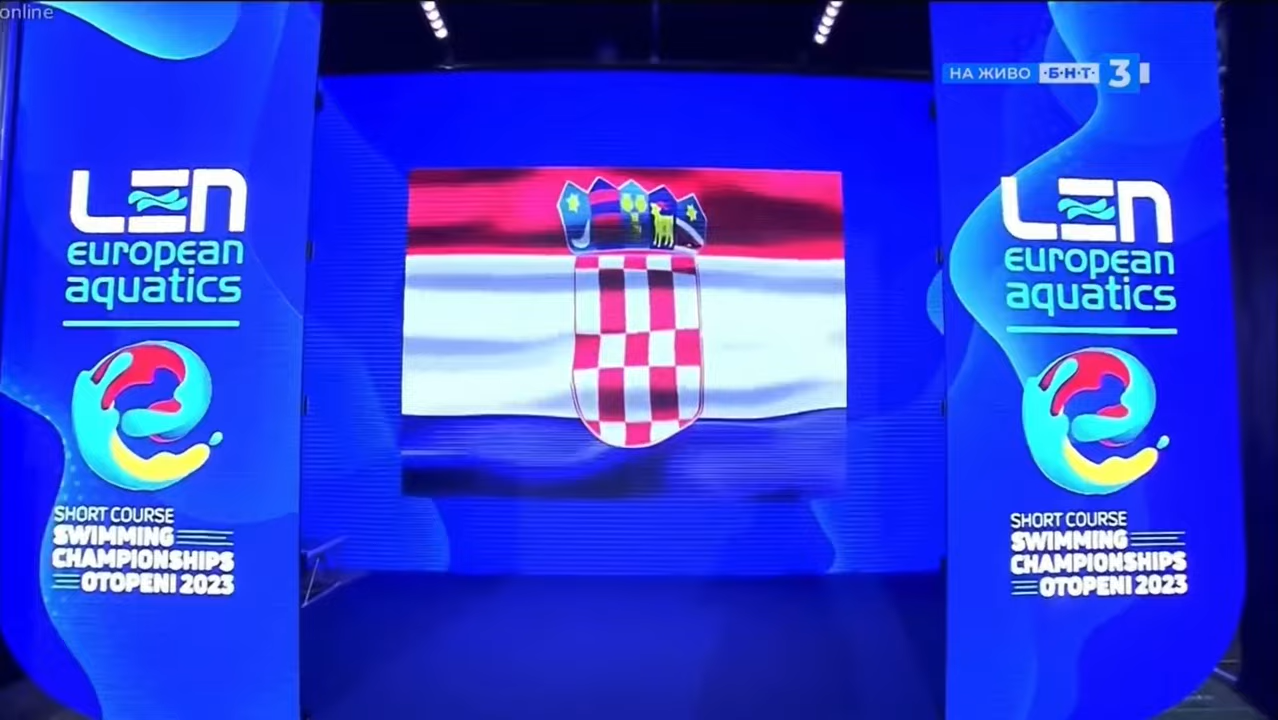 online
НА ЖИВО БНТ 3
LEN
european
aquatics
SHORT COURSE
SWIMMING
CHAMPIONSHIPS
OTOPENI 2023
LEN
european
aquatics
SHORT COURSE
SWIMMING
CHAMPIONSHIPS
OTOPENI 2023